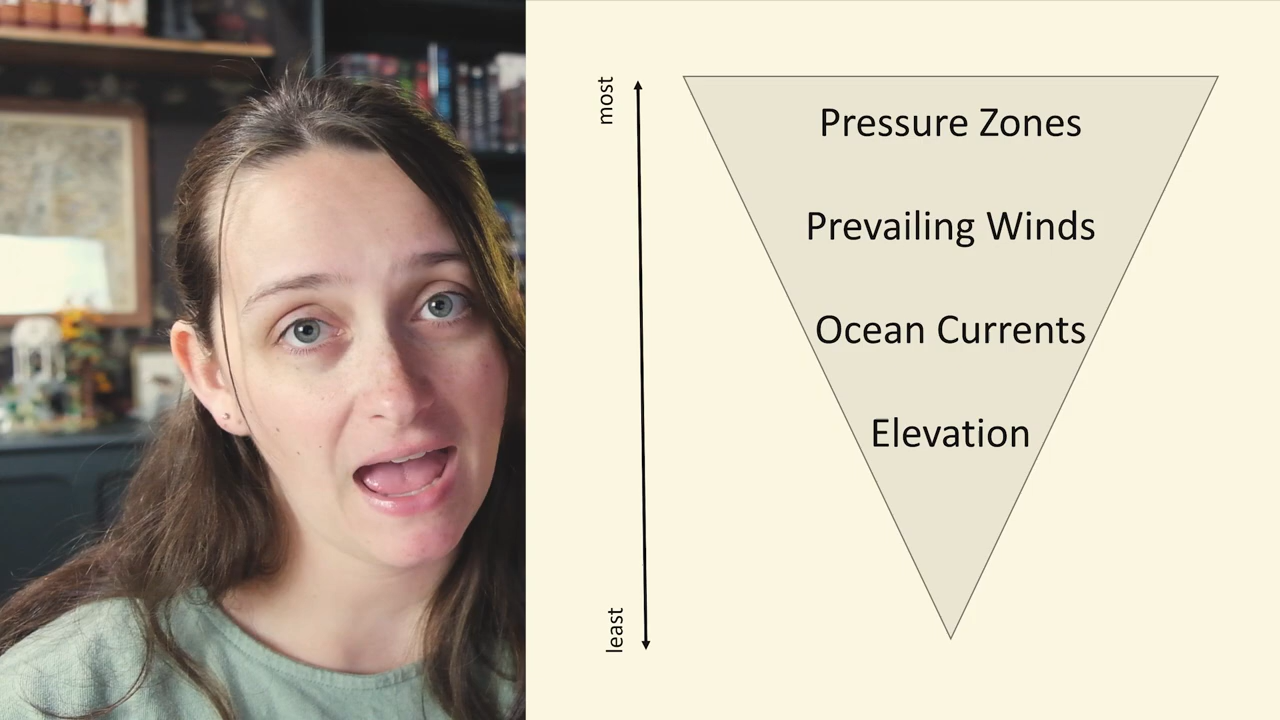 most
Pressure Zones
Prevailing Winds
Ocean Currents
Elevation
least